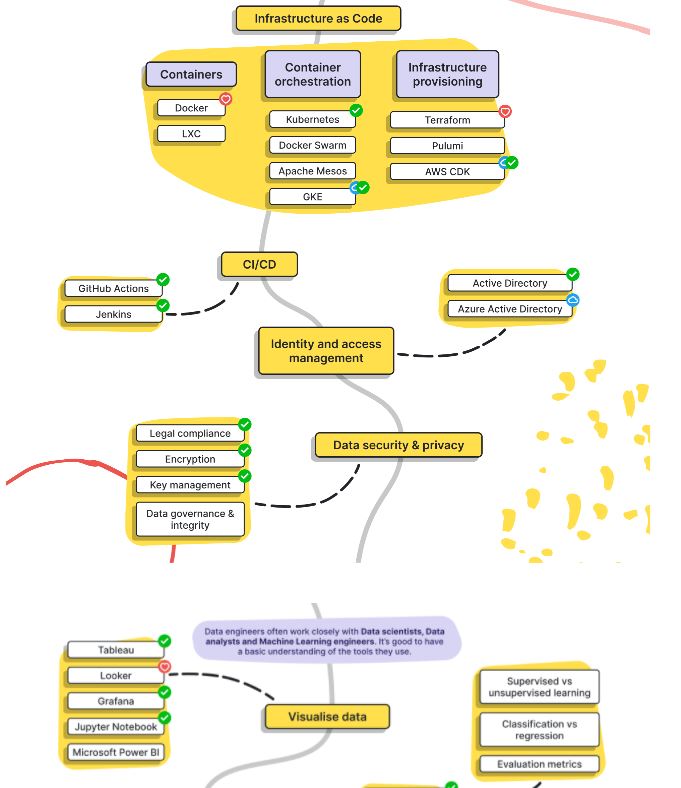 Infrastructure as Code
Containers
Docker
LXC
Container
orchestration
Kubernetes
Docker Swarm
Apache Mesos
GKE
Infrastructure
provisioning
Terraform
Pulumi
AWS CDK
CI/CD
GitHub Actions
Jenkins
Active Directory
Azure Active Directory
Identity and access
management
Data security & privacy
Legal compliance
Encryption
Key management
Data governance &
integrity
Data engineers often work closely with Data scientists, Data
analysts and Machine Learning engineers. It's good to have
a basic understanding of the tools they use.
Tableau
Looker
Grafana
Jupyter Notebook
Microsoft Power BI
Visualise data
Supervised vs
unsupervised learning
Classification vs
regression
Evaluation metrics